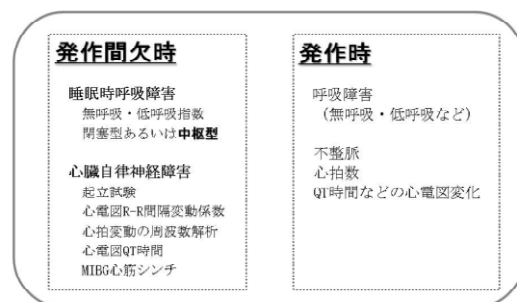 発作間欠時
睡眠時呼吸障害
無呼吸・低呼吸指数
閉塞型あるいは中枢型
心臓自律神経障害
起立試験
心電図R-R間隔変動係数
心拍変動の周波数解析
心電図QT時間
MIBG心筋シンチ
発作時
呼吸障害
（無呼吸・低呼吸など）
不整脈
心拍数
QT時間などの心電図変化